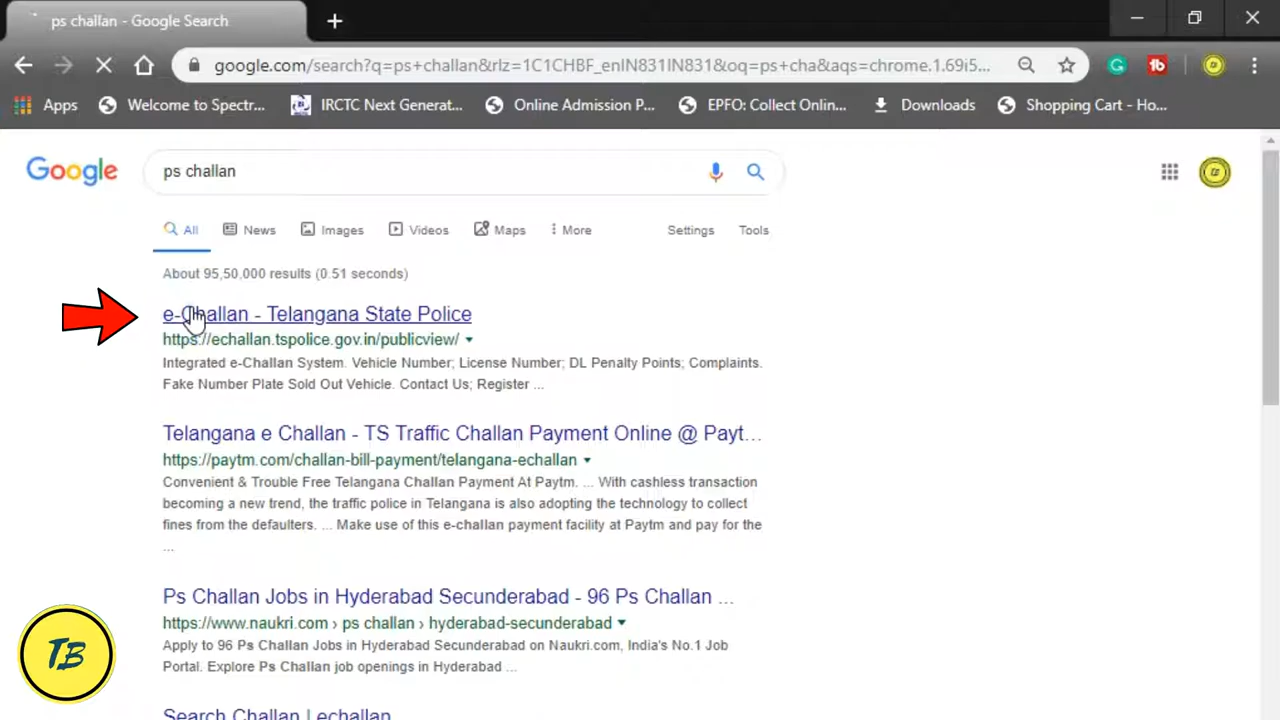 ps challan - Google Search
google.com/search?q=ps+challan&rlz=1C1CHBF_enIN831IN831&oq=ps+cha&aqs=chrome.1.69i5...
Apps Welcome to Spectr... IRCTC Next Generat... Online Admission P... EPFO: Collect Onlin... Downloads Shopping Cart - Ho...
Google ps challan
All News Images Videos Maps More Settings Tools
About 95,50,000 results (0.51 seconds)
e-Challan - Telangana State Police
https://echallan.tspolice.gov.in/publicview/
Integrated e-Challan System. Vehicle Number; License Number; DL Penalty Points; Complaints.
Fake Number Plate Sold Out Vehicle. Contact Us; Register ...
Telangana e Challan - TS Traffic Challan Payment Online @ Payt...
https://paytm.com/challan-bill-payment/telangana-echallan
Convenient & Trouble Free Telangana Challan Payment At Paytm. ... With cashless transaction
becoming a new trend, the traffic police in Telangana is also adopting the technology to collect
fines from the defaulters. ... Make use of this e-challan payment facility at Paytm and pay for the
...
Ps Challan Jobs in Hyderabad Secunderabad - 96 Ps Challan ...
https://www.naukri.com › ps challan › hyderabad-secunderabad
Apply to 96 Ps Challan Jobs in Hyderabad Secunderabad on Naukri.com, India's No.1 Job
Portal. Explore Ps Challan job openings in Hyderabad ...
Search Challan | echallan
TB